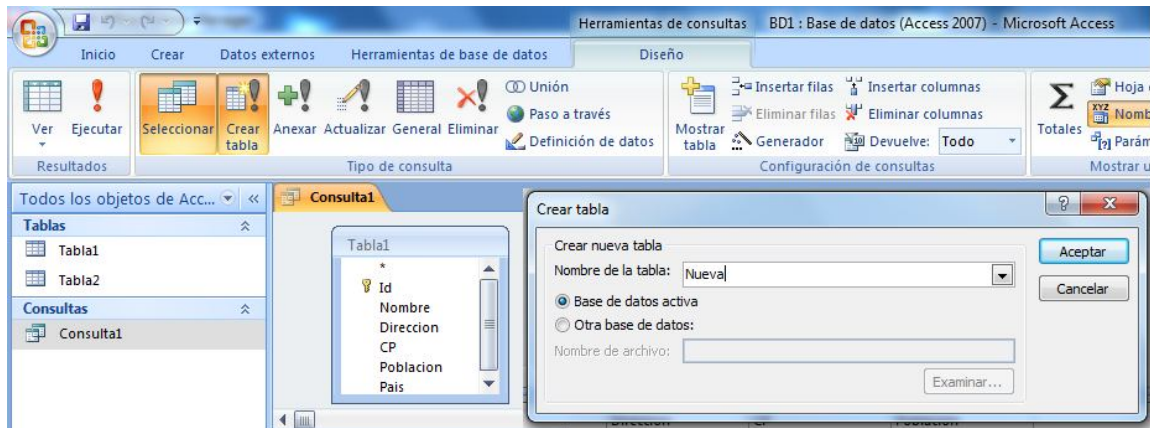 Herramientas de consultas BD1 : Base de datos (Access 2007) - Microsoft Access
Inicio Crear Datos externos Herramientas de base de datos Diseño
Ver Ejecutar
Resultados
Seleccionar Crear tabla Anexar Actualizar General Eliminar
Unión
Paso a través
Definición de datos
Tipo de consulta
Mostrar tabla
Insertar filas
Eliminar filas
Generador
Insertar columnas
Eliminar columnas
Devuelve: Todo
Configuración de consultas
Σ
Totales
XYZ
Hoja
Nomb
Parám
Mostrar u
Todos los objetos de Acc... «
Tablas
Tabla1
Tabla2
Consultas
Consulta1
Consulta1
Tabla1
*
Id
Nombre
Direccion
CP
Poblacion
Pais
Crear tabla
Crear nueva tabla
Nombre de la tabla: Nueva
Base de datos activa
Otra base de datos:
Nombre de archivo:
Examinar...
Aceptar
Cancelar